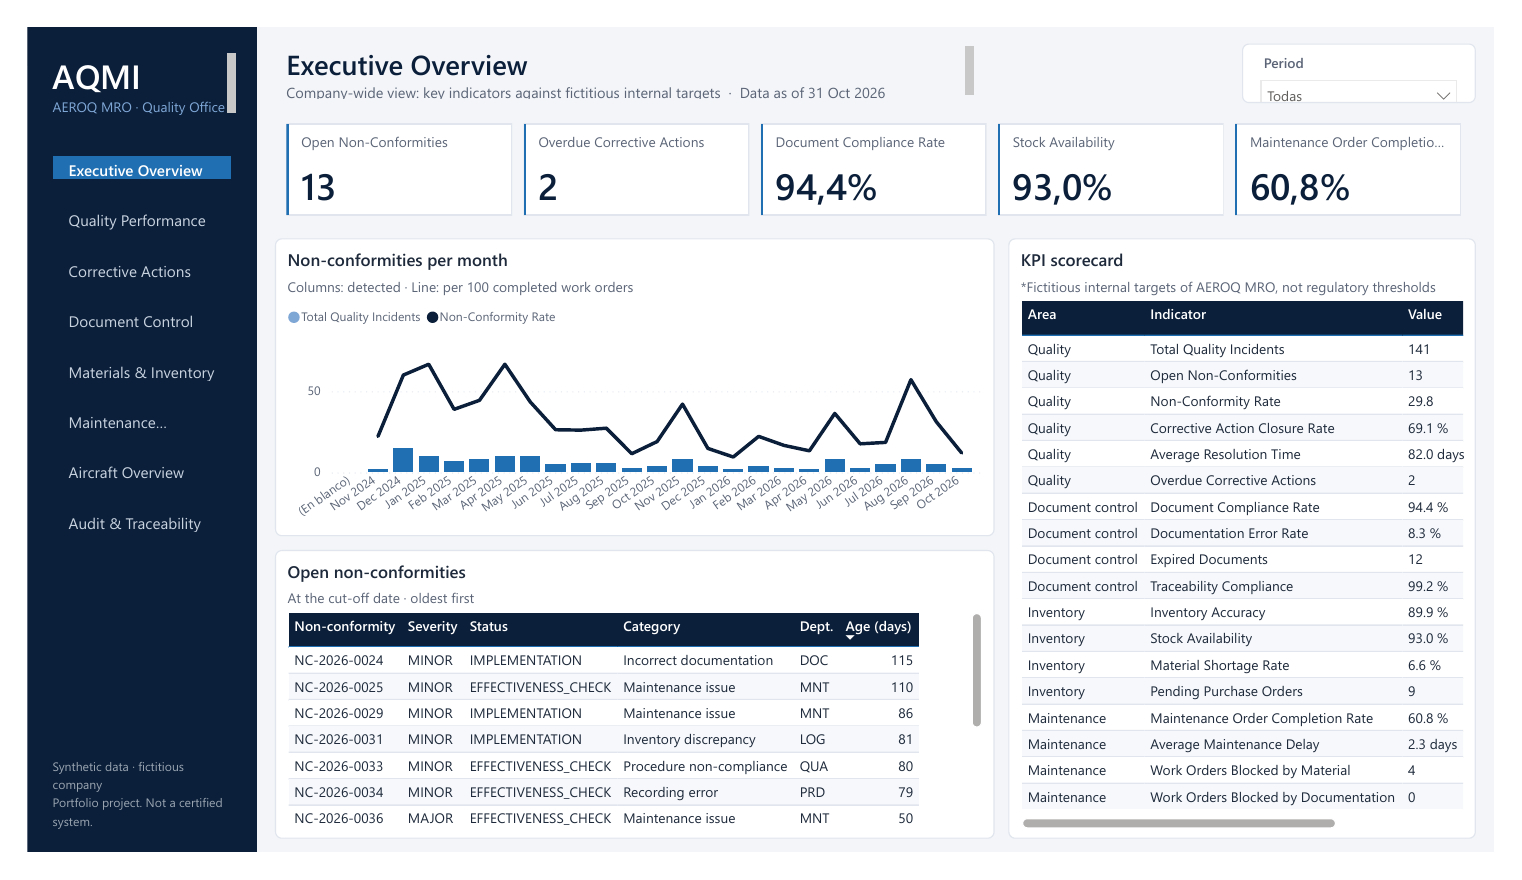 AQMI
AEROQ MRO · Quality Office
Executive Overview
Quality Performance
Corrective Actions
Document Control
Materials & Inventory
Maintenance...
Aircraft Overview
Audit & Traceability
Synthetic data · fictitious
company
Portfolio project. Not a certified
system.
Executive Overview
Company-wide view: key indicators against fictitious internal targets · Data as of 31 Oct 2026
Period
Todas
Open Non-Conformities
13
Overdue Corrective Actions
2
Document Compliance Rate
94,4%
Stock Availability
93,0%
Maintenance Order Completio...
60,8%
Non-conformities per month
Columns: detected · Line: per 100 completed work orders
Total Quality Incidents Non-Conformity Rate
50
0
(En blanco) Nov 2024 Dec 2024 Jan 2025 Feb 2025 Mar 2025 Apr 2025 May 2025 Jun 2025 Jul 2025 Aug 2025 Sep 2025 Oct 2025 Nov 2025 Dec 2025 Jan 2026 Feb 2026 Mar 2026 Apr 2026 May 2026 Jun 2026 Jul 2026 Aug 2026 Sep 2026 Oct 2026
Open non-conformities
At the cut-off date · oldest first
Non-conformity Severity Status Category Dept. Age (days)
NC-2026-0024 MINOR IMPLEMENTATION Incorrect documentation DOC 115
NC-2026-0025 MINOR EFFECTIVENESS_CHECK Maintenance issue MNT 110
NC-2026-0029 MINOR IMPLEMENTATION Maintenance issue MNT 86
NC-2026-0031 MINOR IMPLEMENTATION Inventory discrepancy LOG 81
NC-2026-0033 MINOR EFFECTIVENESS_CHECK Procedure non-compliance QUA 80
NC-2026-0034 MINOR EFFECTIVENESS_CHECK Recording error PRD 79
NC-2026-0036 MAJOR EFFECTIVENESS_CHECK Maintenance issue MNT 50
KPI scorecard
*Fictitious internal targets of AEROQ MRO, not regulatory thresholds
Area Indicator Value
Quality Total Quality Incidents 141
Quality Open Non-Conformities 13
Quality Non-Conformity Rate 29.8
Quality Corrective Action Closure Rate 69.1 %
Quality Average Resolution Time 82.0 days
Quality Overdue Corrective Actions 2
Document control Document Compliance Rate 94.4 %
Document control Documentation Error Rate 8.3 %
Document control Expired Documents 12
Document control Traceability Compliance 99.2 %
Inventory Inventory Accuracy 89.9 %
Inventory Stock Availability 93.0 %
Inventory Material Shortage Rate 6.6 %
Inventory Pending Purchase Orders 9
Maintenance Maintenance Order Completion Rate 60.8 %
Maintenance Average Maintenance Delay 2.3 days
Maintenance Work Orders Blocked by Material 4
Maintenance Work Orders Blocked by Documentation 0